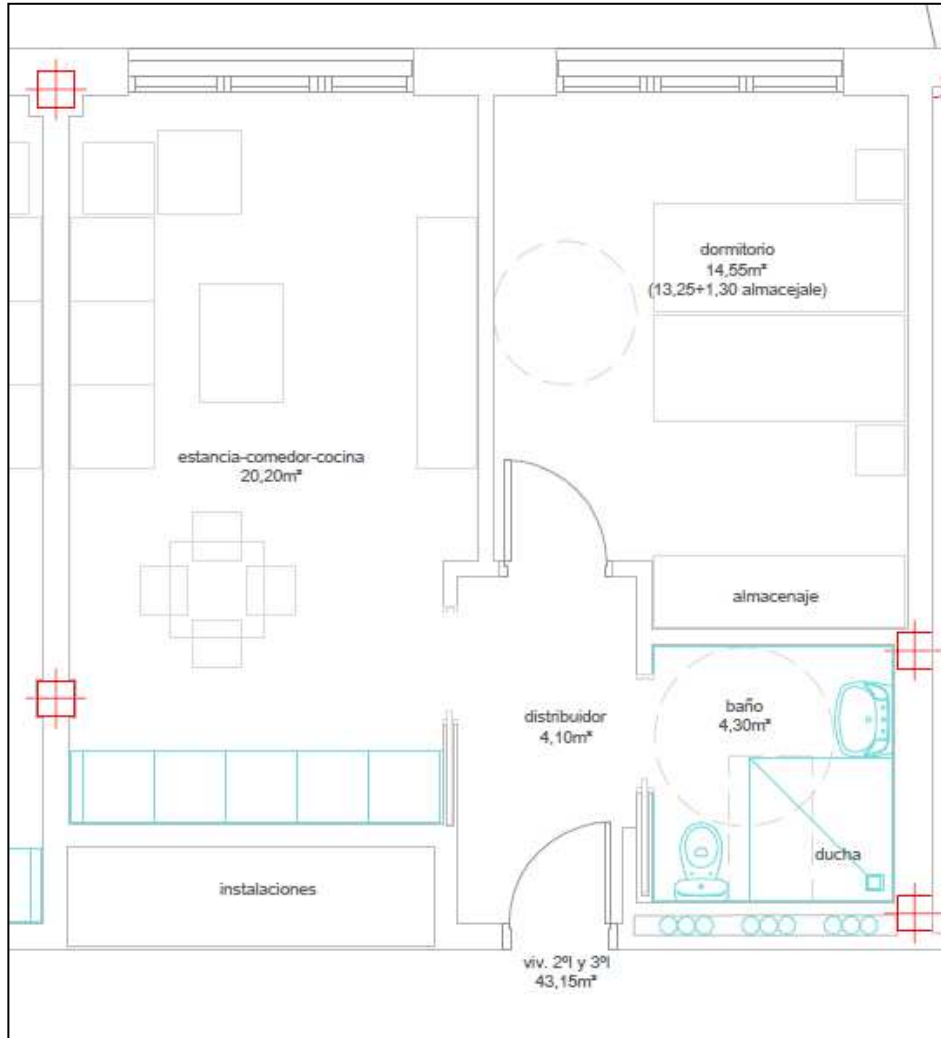 dormitorio
14,55m²
(13,25+1,30 almacejale)
estancia-comedor-cocina
20,20m²
almacenaje
distribuidor
4,10m²
baño
4,30m²
ducha
instalaciones
viv. 2ºI y 3ºI
43,15m²